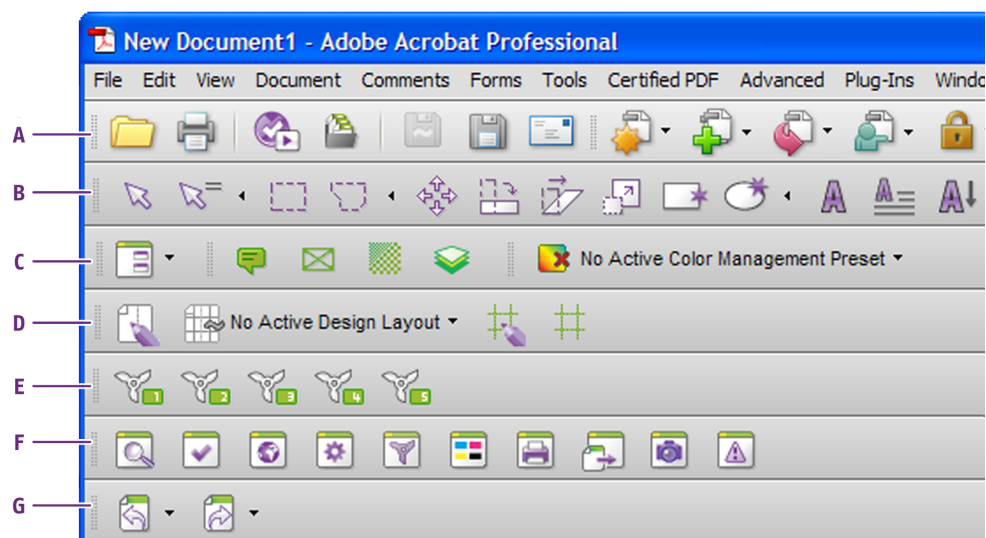 New Document1 - Adobe Acrobat Professional
File Edit View Document Comments Forms Tools Certified PDF Advanced Plug-Ins Windo
A
B A A A
C No Active Color Management Preset
D No Active Design Layout
E 1 2 3 4 5
F
G